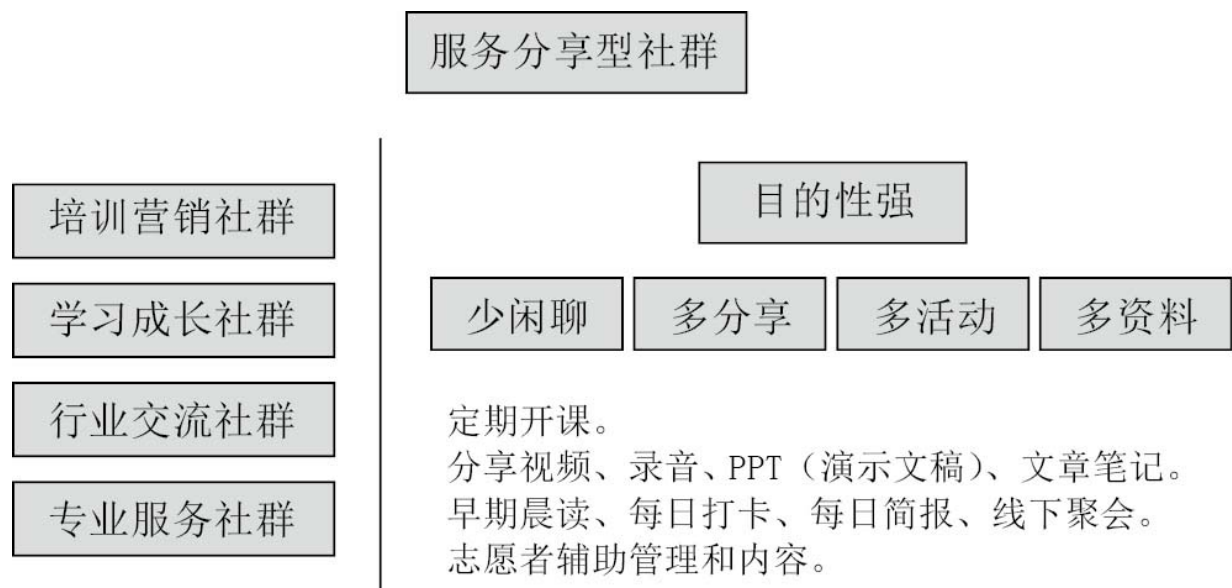 服务分享型社群
培训营销社群
学习成长社群
行业交流社群
专业服务社群
目的性强
少闲聊
多分享
多活动
多资料
定期开课。
分享视频、录音、PPT（演示文稿）、文章笔记。
早期晨读、每日打卡、每日简报、线下聚会。
志愿者辅助管理和内容。